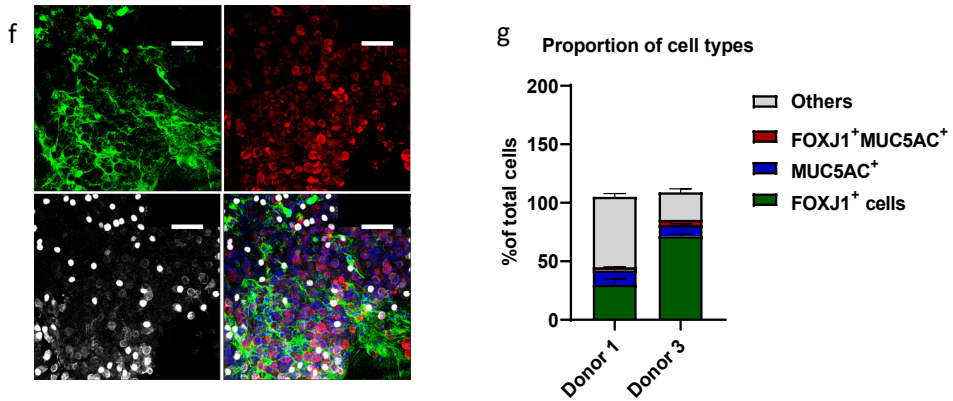 f
g
Proportion of cell types
200
150
100
50
0
%of total cells
Donor 1
Donor 3
Others
FOXJ1⁺MUC5AC⁺
MUC5AC⁺
FOXJ1⁺ cells